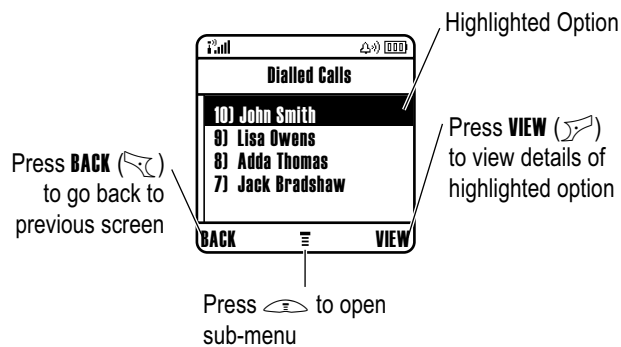 Highlighted Option
Dialled Calls
10) John Smith
9) Lisa Owens
8) Adda Thomas
7) Jack Bradshaw
BACK
VIEW
Press BACK ( )
to go back to
previous screen
Press VIEW ( )
to view details of
highlighted option
Press to open
sub-menu